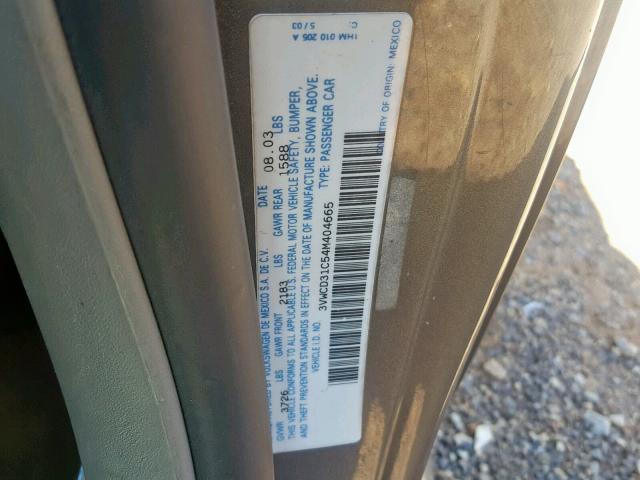 1HM 010 205 A C 5/03
BY VOLKSWAGEN DE MEXICO S.A. DE C.V. DATE 08.03
GVWR 3726 LBS GAWR FRONT 2183 LBS GAWR REAR 1588 LBS
THIS VEHICLE CONFORMS TO ALL APPLICABLE U.S. FEDERAL MOTOR VEHICLE SAFETY, BUMPER,
AND THEFT PREVENTION STANDARDS IN EFFECT ON THE DATE OF MANUFACTURE SHOWN ABOVE.
VEHICLE I.D. NO. 3VWCD31C54M404665 TYPE: PASSENGER CAR
COUNTRY OF ORIGIN: MEXICO